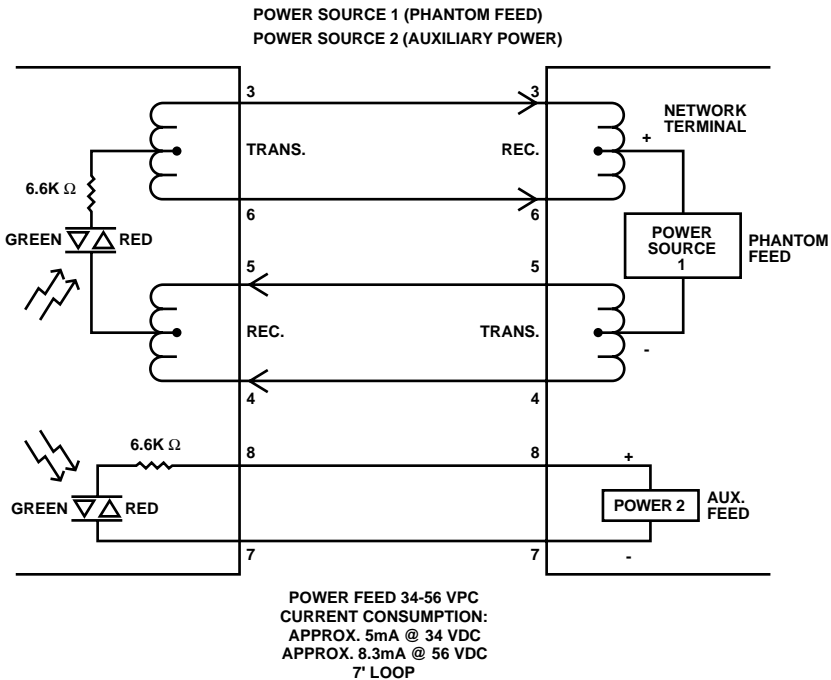 POWER SOURCE 1 (PHANTOM FEED)
POWER SOURCE 2 (AUXILIARY POWER)
3
3
NETWORK
TERMINAL
+
TRANS.
REC.
6.6K Ω
6
6
GREEN
RED
POWER
SOURCE
1
PHANTOM
FEED
5
5
REC.
TRANS.
-
4
4
6.6K Ω
8
8
+
GREEN
RED
POWER 2
AUX.
FEED
7
7
-
POWER FEED 34-56 VPC
CURRENT CONSUMPTION:
APPROX. 5mA @ 34 VDC
APPROX. 8.3mA @ 56 VDC
7' LOOP